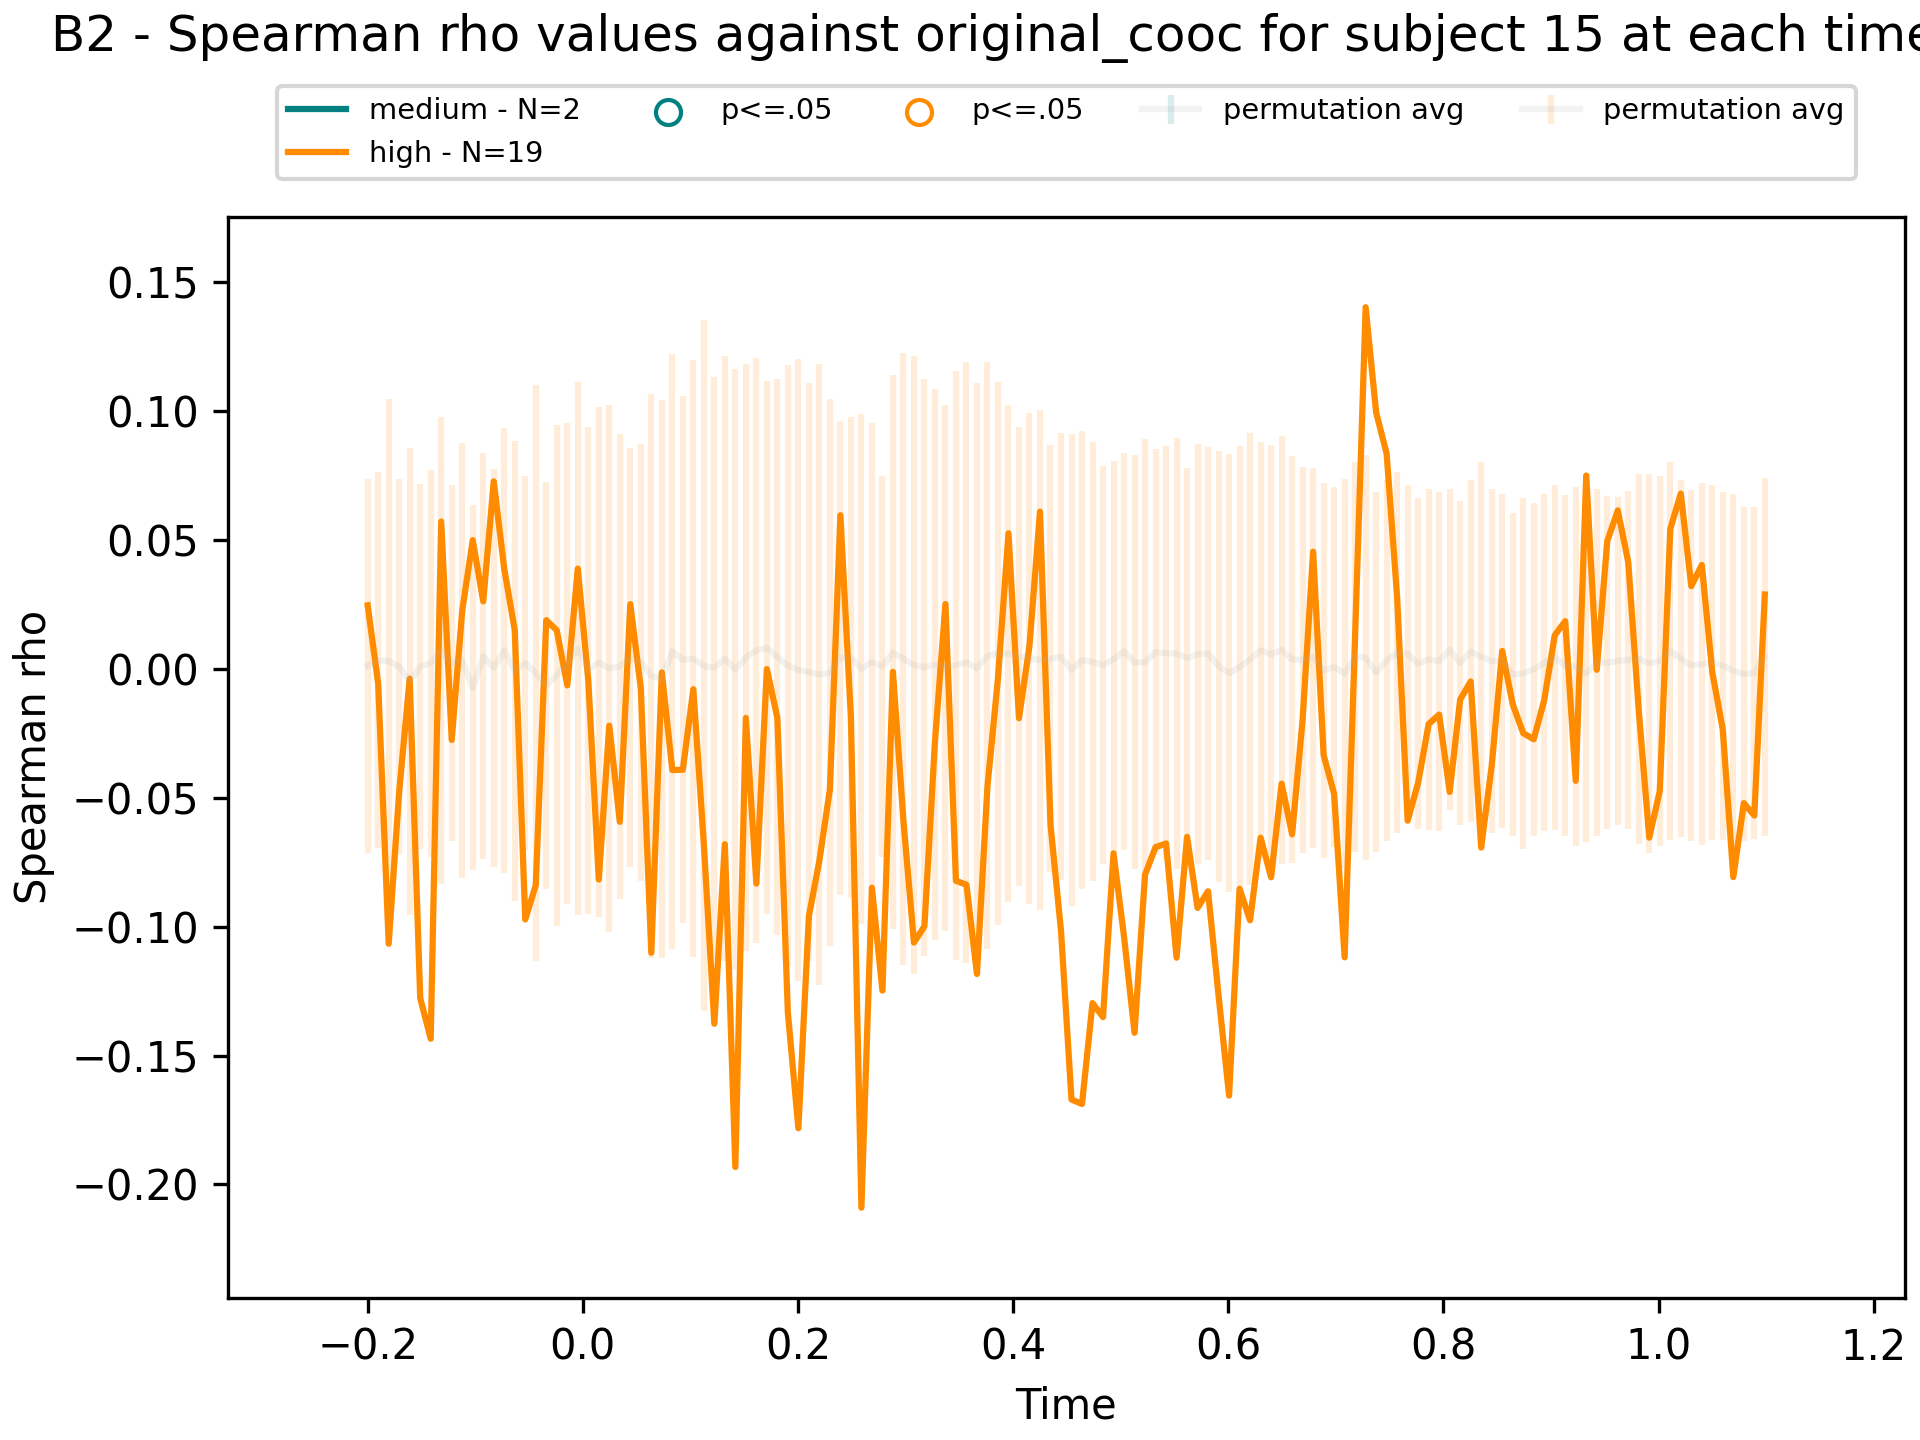 B2 - Spearman rho values against original_cooc for subject 15 at each time
medium - N=2
high - N=19
p<=.05
p<=.05
permutation avg
permutation avg
Spearman rho
0.15
0.10
0.05
0.00
−0.05
−0.10
−0.15
−0.20
−0.2
0.0
0.2
0.4
0.6
0.8
1.0
1.2
Time